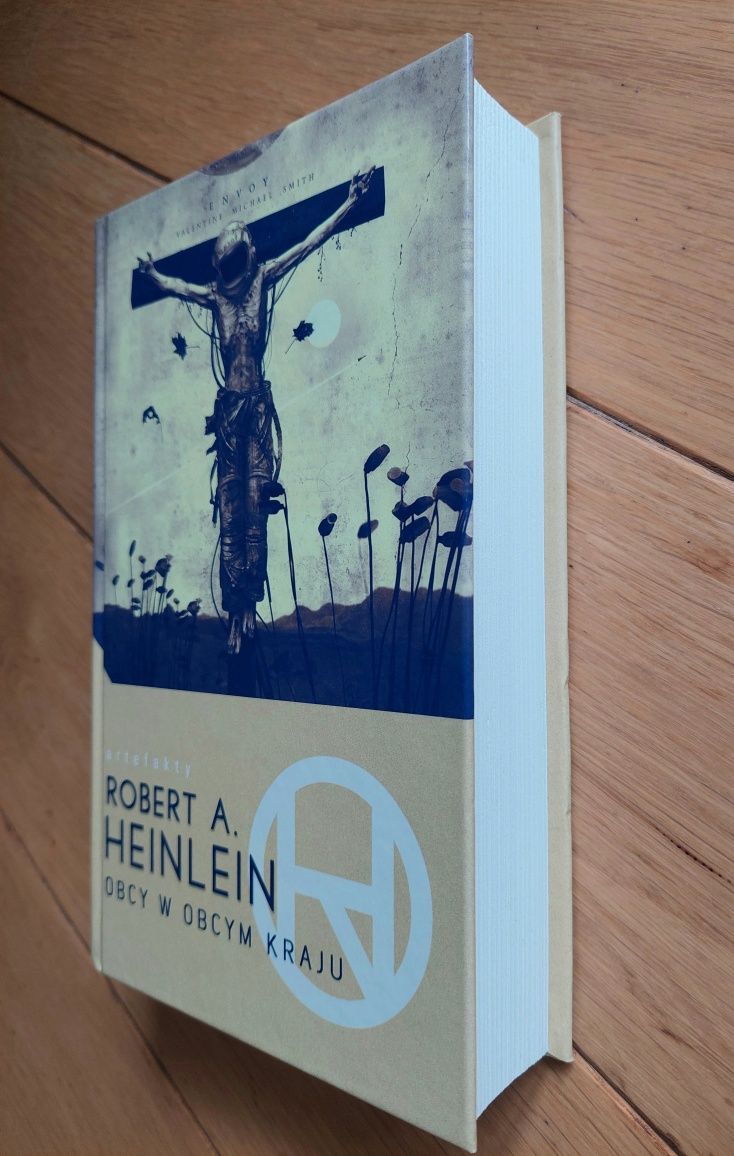 ENVOY
VALENTINE MICHAEL SMITH
artefakty
ROBERT A.
HEINLEIN
OBCY W OBCYM KRAJU